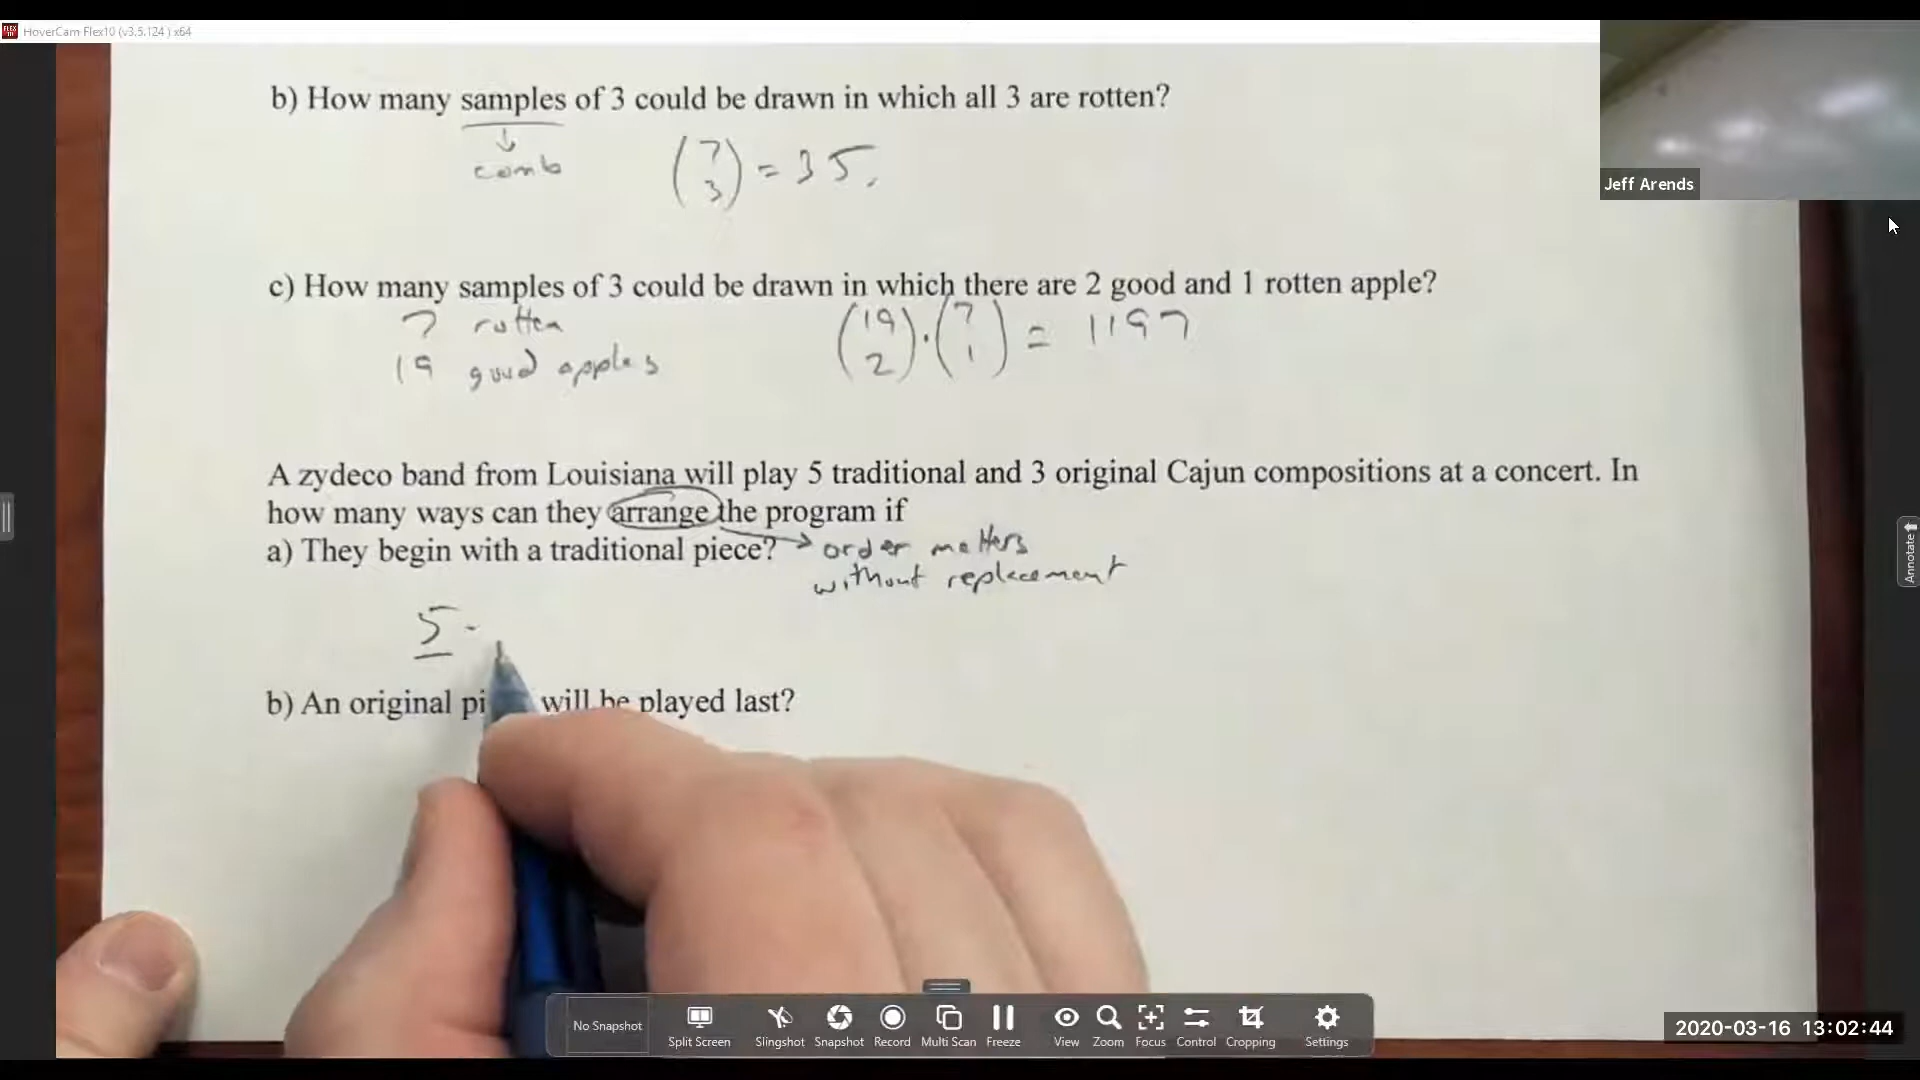 HoverCam Flex10 (v3.5.124 ) x64
b) How many samples of 3 could be drawn in which all 3 are rotten?
comb
(7 3) = 35.
Jeff Arends
c) How many samples of 3 could be drawn in which there are 2 good and 1 rotten apple?
7 rotten
19 good apples
(19 2) · (7 1) = 1197
A zydeco band from Louisiana will play 5 traditional and 3 original Cajun compositions at a concert. In
how many ways can they arrange the program if
a) They begin with a traditional piece? → order matters
without replacement
5 -
b) An original pi will be played last?
Annotate
No Snapshot
Split Screen
Slingshot
Snapshot
Record
Multi Scan
Freeze
View
Zoom
Focus
Control
Cropping
Settings
2020-03-16 13:02:44